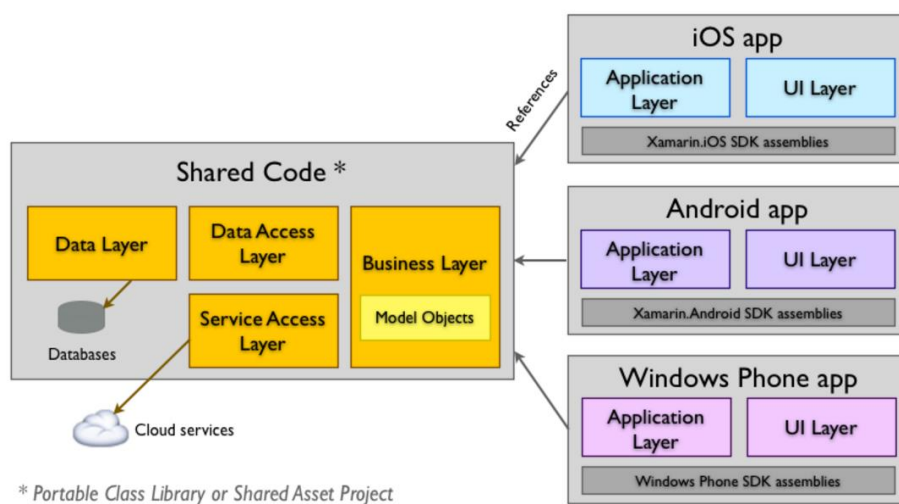 iOS app
Application
Layer
UI Layer
Xamarin.iOS SDK assemblies
References
Shared Code *
Data Layer
Data Access
Layer
Business Layer
Model Objects
Service Access
Layer
Databases
Cloud services
Android app
Application
Layer
UI Layer
Xamarin.Android SDK assemblies
Windows Phone app
Application
Layer
UI Layer
Windows Phone SDK assemblies
* Portable Class Library or Shared Asset Project